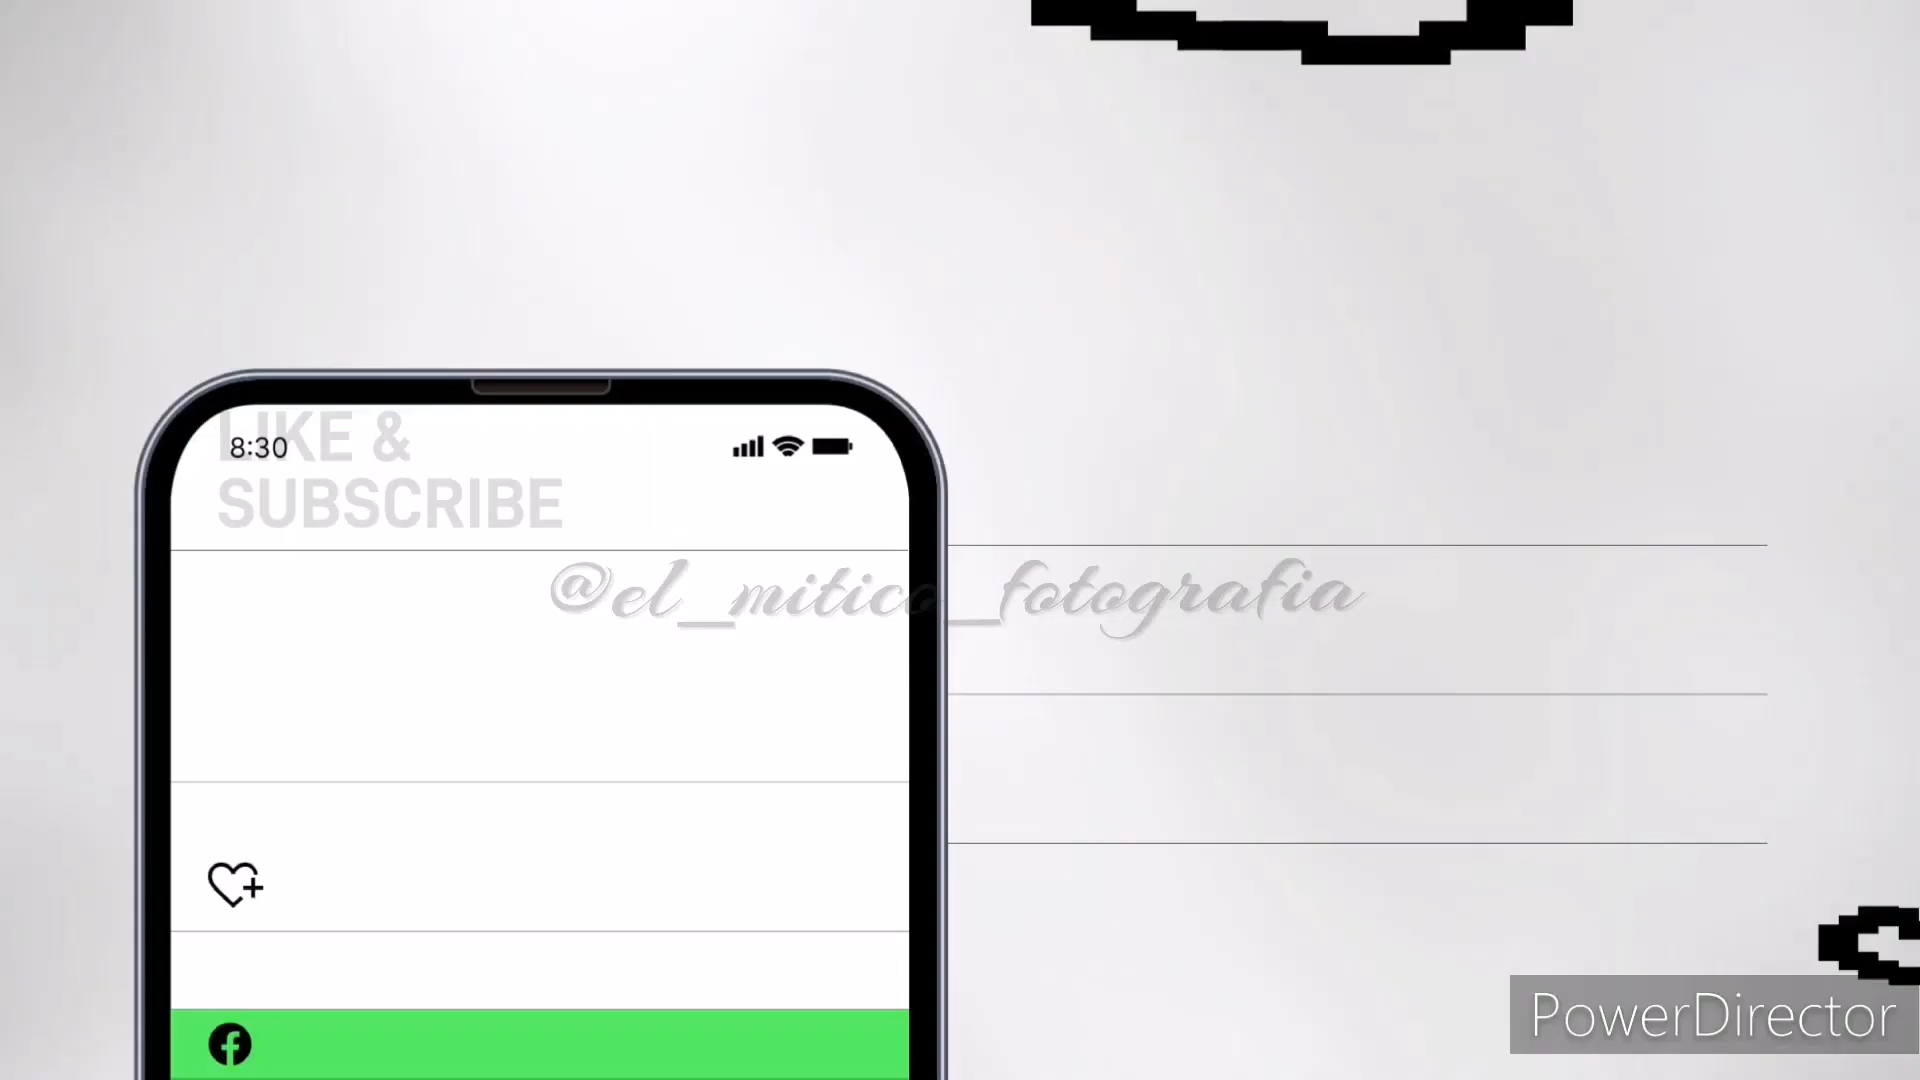 LIKE &
8:30
SUBSCRIBE
@el_mitico_fotografia
PowerDirector